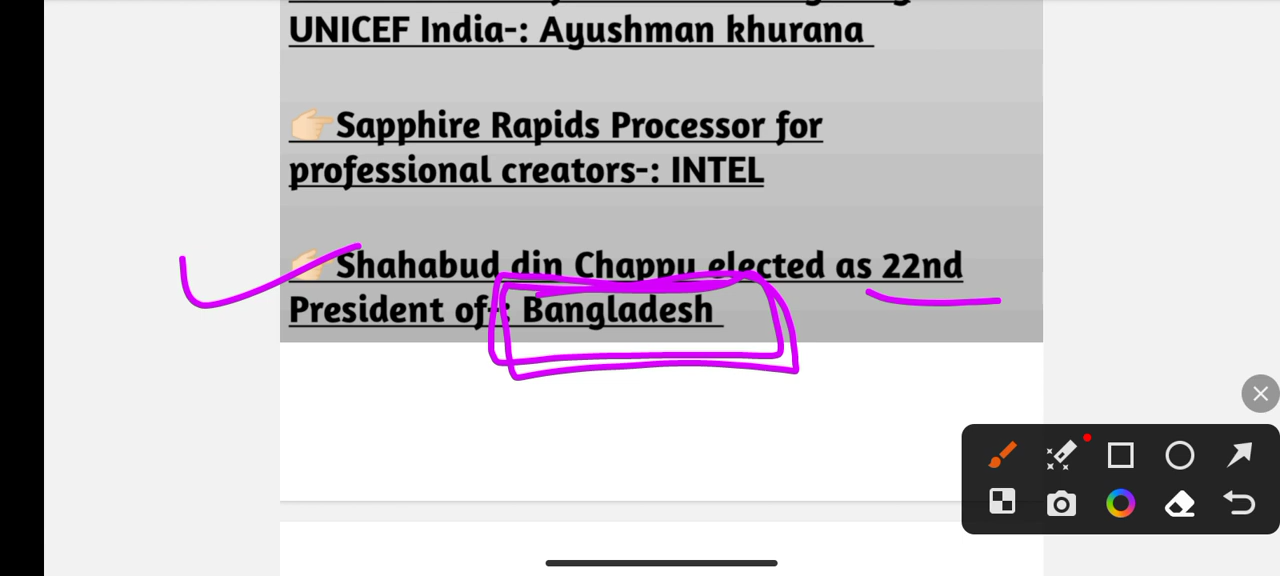 UNICEF India-: Ayushman khurana
👉🏻Sapphire Rapids Processor for
professional creators-: INTEL
👉🏻Shahabud din Chappu elected as 22nd
President of-: Bangladesh